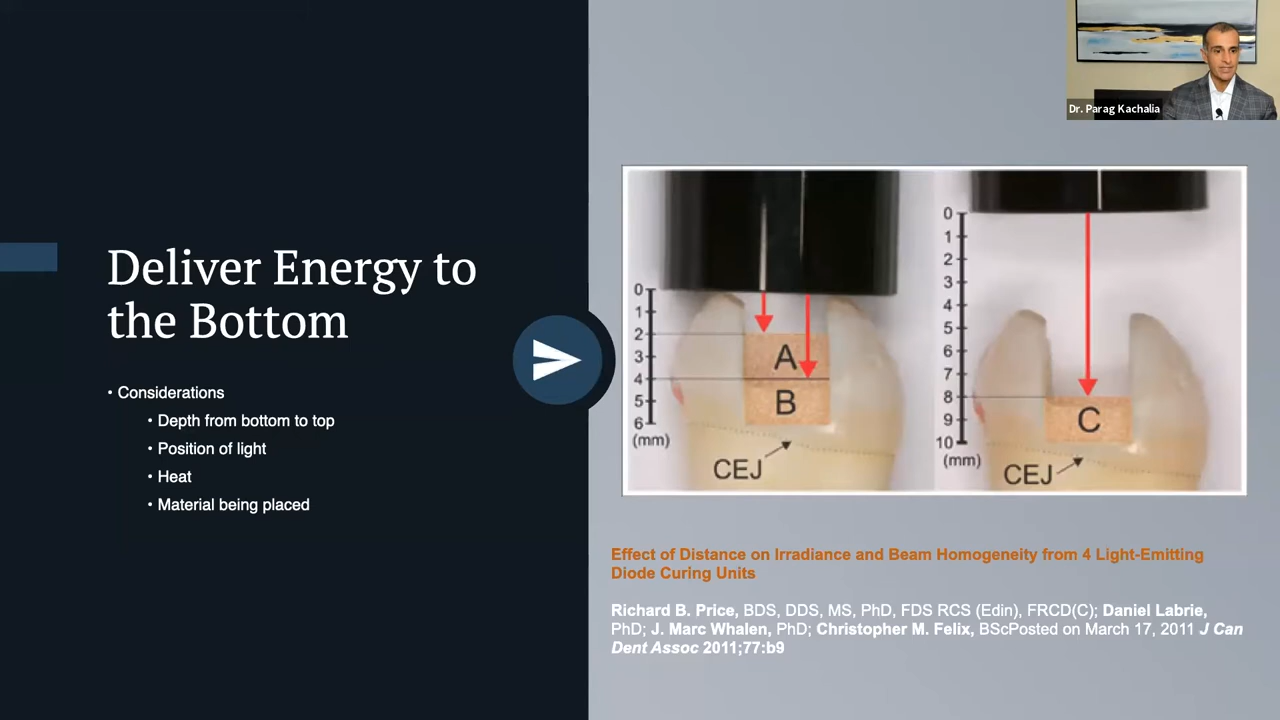 Dr. Parag Kachalia
Deliver Energy to
the Bottom
• Considerations
• Depth from bottom to top
• Position of light
• Heat
• Material being placed
0
1
2
3
4
5
6
(mm)
A
B
CEJ
0
1
2
3
4
5
6
7
8
9
10
(mm)
C
CEJ
Effect of Distance on Irradiance and Beam Homogeneity from 4 Light-Emitting
Diode Curing Units
Richard B. Price, BDS, DDS, MS, PhD, FDS RCS (Edin), FRCD(C); Daniel Labrie,
PhD; J. Marc Whalen, PhD; Christopher M. Felix, BScPosted on March 17, 2011 J Can
Dent Assoc 2011;77:b9